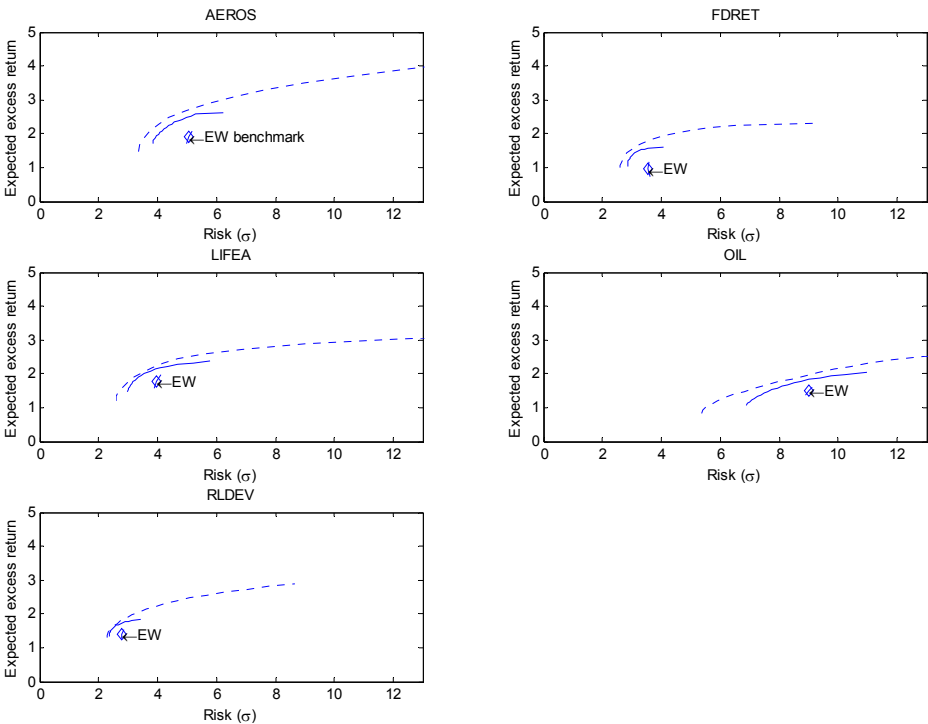 AEROS
Expected excess return
5
4
3
2
1
0
EW benchmark
0 2 4 6 8 10 12
Risk (σ)
FDRET
Expected excess return
5
4
3
2
1
0
EW
0 2 4 6 8 10 12
Risk (σ)
LIFEA
Expected excess return
5
4
3
2
1
0
EW
0 2 4 6 8 10 12
Risk (σ)
OIL
Expected excess return
5
4
3
2
1
0
EW
0 2 4 6 8 10 12
Risk (σ)
RLDEV
Expected excess return
5
4
3
2
1
0
EW
0 2 4 6 8 10 12
Risk (σ)